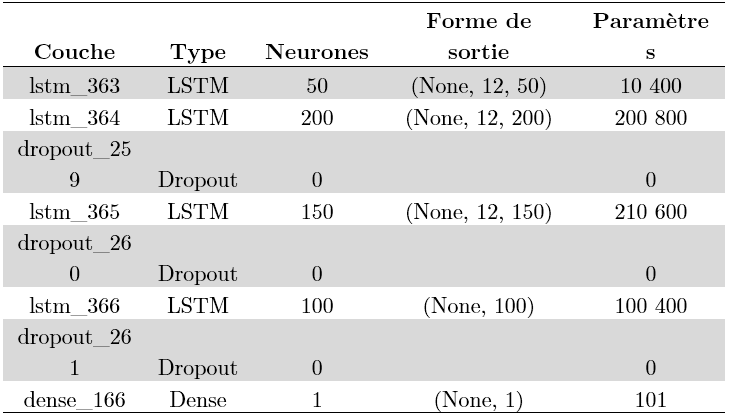 Forme de Paramètre
Couche Type Neurones sortie s
lstm_363 LSTM 50 (None, 12, 50) 10 400
lstm_364 LSTM 200 (None, 12, 200) 200 800
dropout_25
9 Dropout 0 0
lstm_365 LSTM 150 (None, 12, 150) 210 600
dropout_26
0 Dropout 0 0
lstm_366 LSTM 100 (None, 100) 100 400
dropout_26
1 Dropout 0 0
dense_166 Dense 1 (None, 1) 101